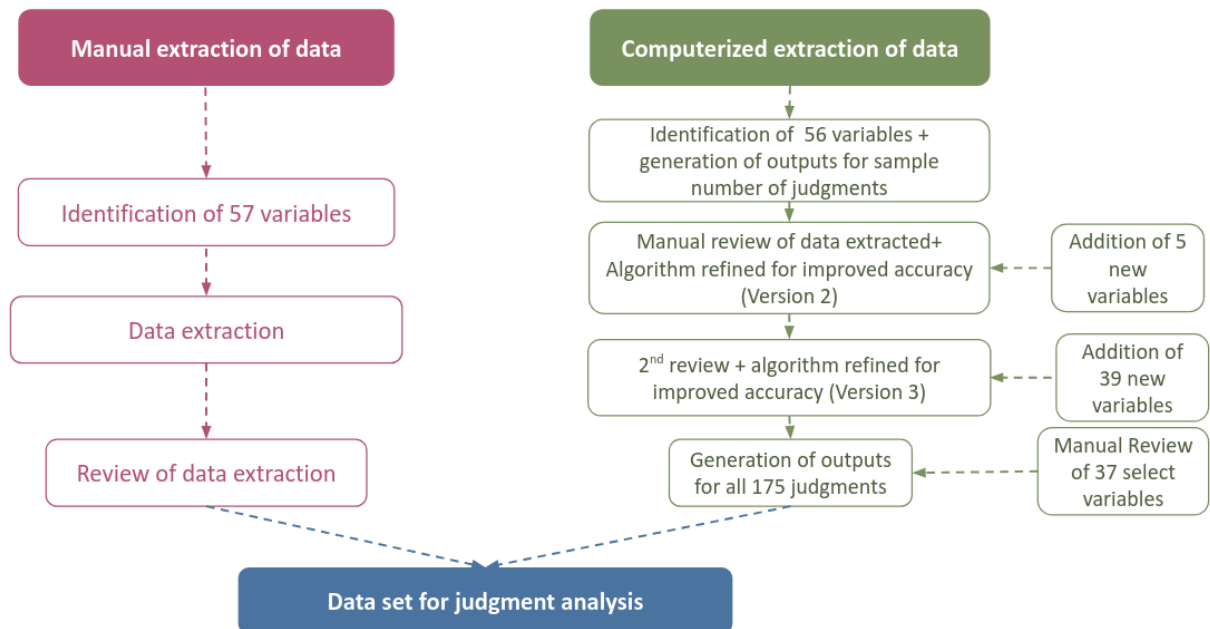 Manual extraction of data
Identification of 57 variables
Data extraction
Review of data extraction
Computerized extraction of data
Identification of 56 variables +
generation of outputs for sample
number of judgments
Manual review of data extracted+
Algorithm refined for improved accuracy
(Version 2)
Addition of 5
new
variables
2nd review + algorithm refined for
improved accuracy (Version 3)
Addition of
39 new
variables
Generation of outputs
for all 175 judgments
Manual Review
of 37 select
variables
Data set for judgment analysis